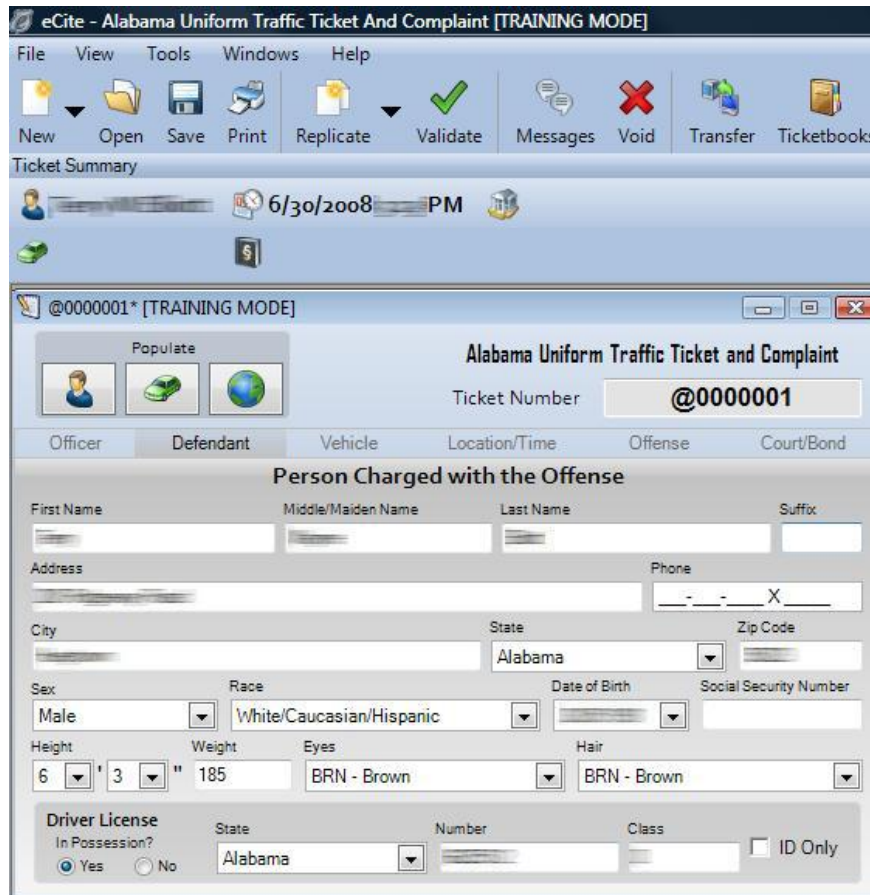 eCite - Alabama Uniform Traffic Ticket And Complaint [TRAINING MODE]
File View Tools Windows Help
New Open Save Print Replicate Validate Messages Void Transfer Ticketbooks
Ticket Summary
6/30/2008 PM
@0000001* [TRAINING MODE]
Populate
Alabama Uniform Traffic Ticket and Complaint
Ticket Number @0000001
Officer Defendant Vehicle Location/Time Offense Court/Bond
Person Charged with the Offense
First Name Middle/Maiden Name Last Name Suffix
Address Phone
___-___-____ X_____
City State Zip Code
Alabama
Sex Race Date of Birth Social Security Number
Male White/Caucasian/Hispanic
Height Weight Eyes Hair
6 ' 3 " 185 BRN - Brown BRN - Brown
Driver License
In Possession? State Number Class
Yes No Alabama ID Only